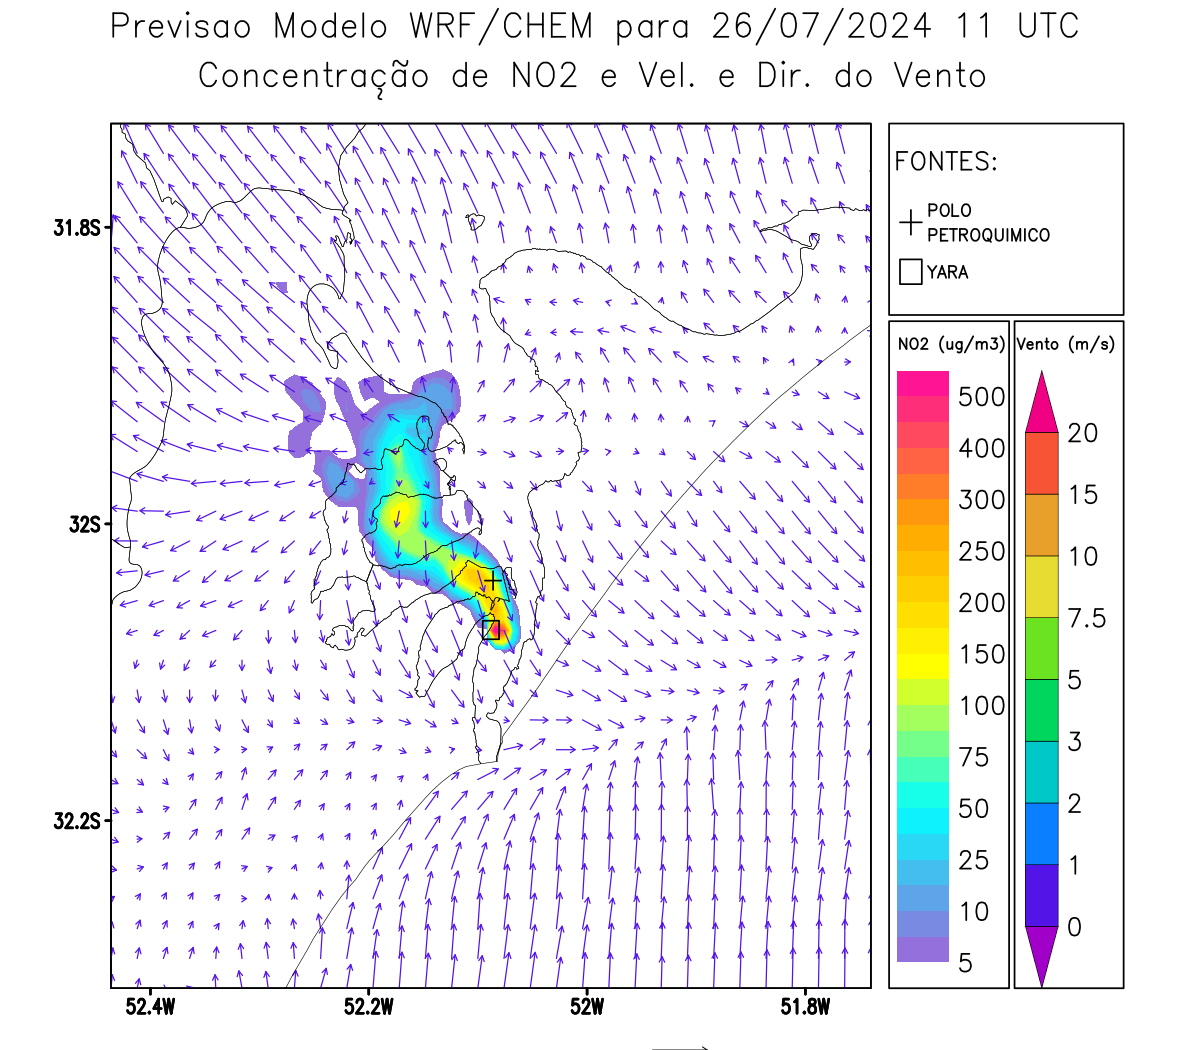 Previsao Modelo WRF/CHEM para 26/07/2024 11 UTC
Concentração de NO2 e Vel. e Dir. do Vento
FONTES:
POLO
PETROQUIMICO
YARA
NO2 (ug/m3)
500
400
300
250
200
150
100
75
50
25
10
5
Vento (m/s)
20
15
10
7.5
5
3
2
1
0
31.8S
32S
32.2S
52.4W
52.2W
52W
51.8W